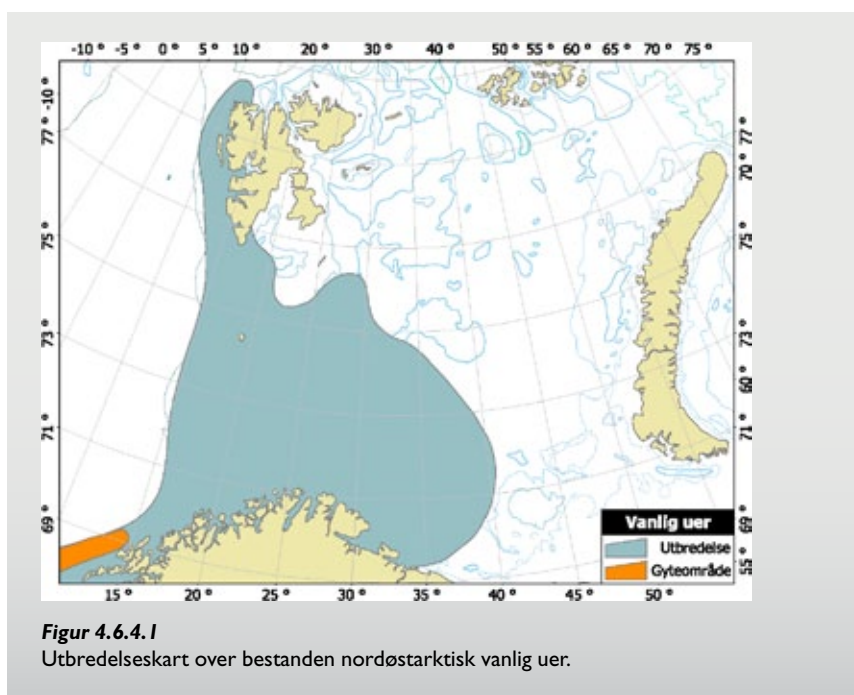 -10 ° -5 ° 0 ° 5 ° 10 ° 20 ° 30 ° 40 ° 50 ° 55 ° 60 ° 65 ° 70 ° 75 °
-10 °
77 °
75 °
73 °
71 °
69 °
77 °
70 °
75 °
73 °
60 °
71 °
69 °
55 °
Vanlig uer
Utbredelse
Gyteområde
15 ° 20 ° 25 ° 30 ° 35 ° 40 ° 45 ° 50 °
Figur 4.6.4.1
Utbredelseskart over bestanden nordøstarktisk vanlig uer.